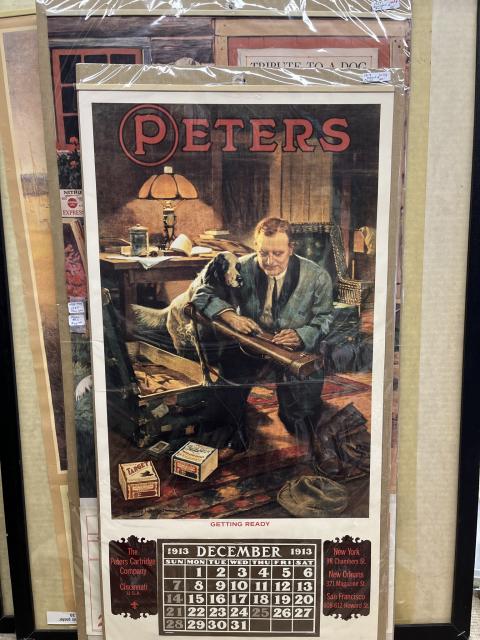 TRIBUTE TO A DOG
PETERS
NITRO
EXPRESS
TARGET
GETTING READY
The
Peters Cartridge
Company
Cincinnati
U.S.A.
1913 DECEMBER 1913
SUN MON TUE WED THU FRI SAT
1 2 3 4 5 6
7 8 9 10 11 12 13
14 15 16 17 18 19 20
21 22 23 24 25 26 27
28 29 30 31
New York
98 Chambers St.
New Orleans
321 Magazine St.
San Francisco
608-612 Howard St.